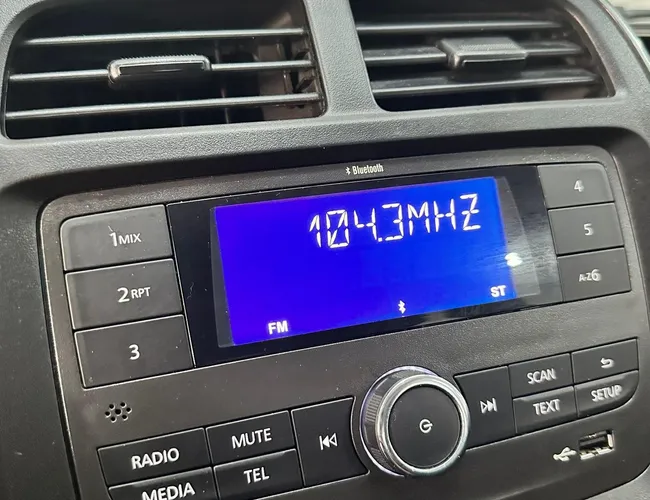 Bluetooth
104.3MHZ
FM
ST
1MIX
2RPT
3
4
5
A-Z6
RADIO
MUTE
MEDIA
TEL
SCAN
TEXT
SETUP